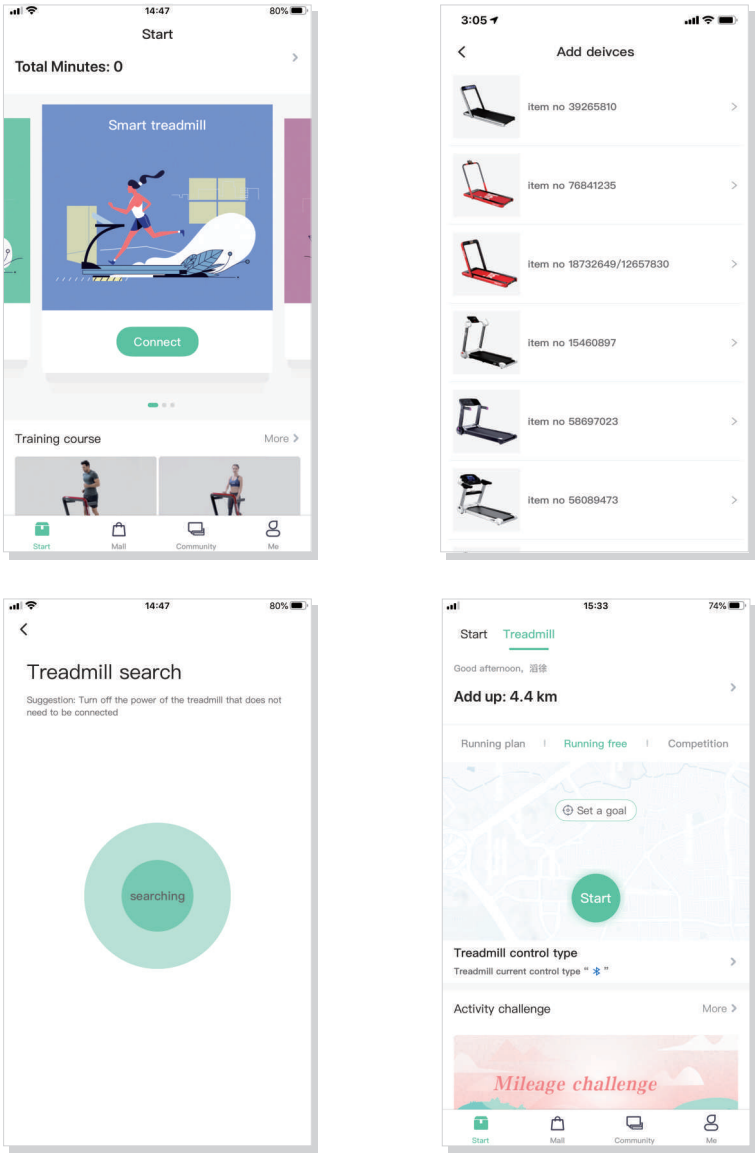 14:47
80%
Start
Total Minutes: 0
Smart treadmill
Connect
Training course
More
Start
Mall
Community
Me
3:05
Add deivces
item no 39265810
item no 76841235
item no 18732649/12657830
item no 15460897
item no 58697023
item no 56089473
14:47
80%
Treadmill search
Suggestion: Turn off the power of the treadmill that does not
need to be connected
searching
15:33
74%
Start Treadmill
Good afternoon,
Add up: 4.4 km
Running plan Running free Competition
Set a goal
Start
Treadmill control type
Treadmill current control type “ ”
Activity challenge
More
Mileage challenge
Start
Mall
Community
Me